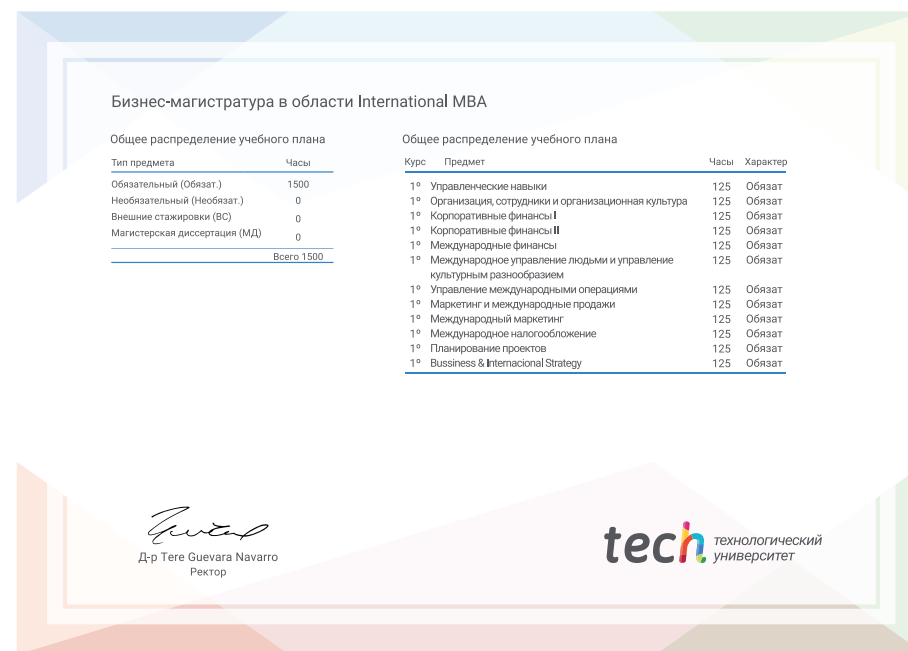 Бизнес-магистратура в области International MBA
Общее распределение учебного плана
Тип предмета Часы
Обязательный (Обязат.) 1500
Необязательный (Необязат.) 0
Внешние стажировки (ВС) 0
Магистерская диссертация (МД) 0
Всего 1500
Общее распределение учебного плана
Курс Предмет Часы Характер
1º Управленческие навыки 125 Обязат
1º Организация, сотрудники и организационная культура 125 Обязат
1º Корпоративные финансы I 125 Обязат
1º Корпоративные финансы II 125 Обязат
1º Международные финансы 125 Обязат
1º Международное управление людьми и управление 125 Обязат
культурным разнообразием
1º Управление международными операциями 125 Обязат
1º Маркетинг и международные продажи 125 Обязат
1º Международный маркетинг 125 Обязат
1º Международное налогообложение 125 Обязат
1º Планирование проектов 125 Обязат
1º Bussiness & Internacional Strategy 125 Обязат
Д-р Tere Guevara Navarro
Ректор
tech технологический
университет